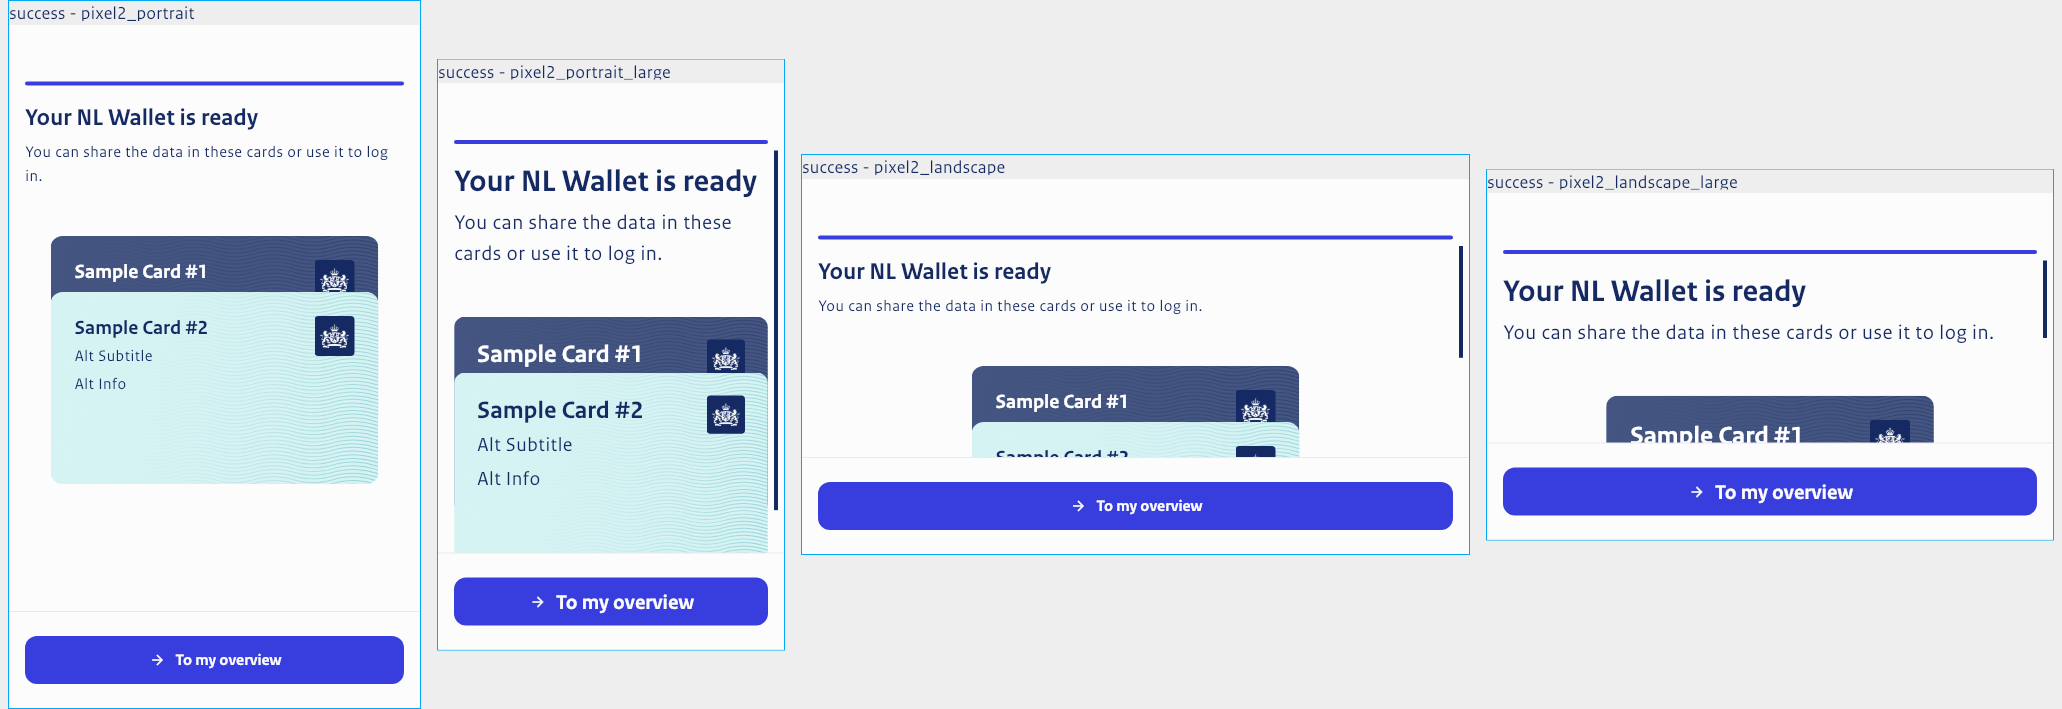 success - pixel2_portrait
Your NL Wallet is ready
You can share the data in these cards or use it to log
in.
Sample Card #1
Sample Card #2
Alt Subtitle
Alt Info
To my overview
success - pixel2_portrait_large
Your NL Wallet is ready
You can share the data in these
cards or use it to log in.
Sample Card #1
Sample Card #2
Alt Subtitle
Alt Info
To my overview
success - pixel2_landscape
Your NL Wallet is ready
You can share the data in these cards or use it to log in.
Sample Card #1
Sample Card #2
To my overview
success - pixel2_landscape_large
Your NL Wallet is ready
You can share the data in these cards or use it to log in.
Sample Card #1
To my overview